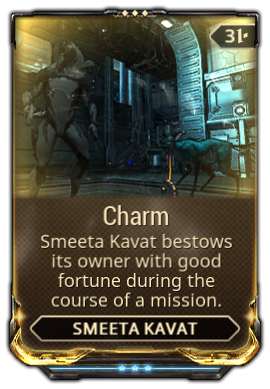 31
Charm
Smeeta Kavat bestows
its owner with good
fortune during the
course of a mission.
SMEETA KAVAT